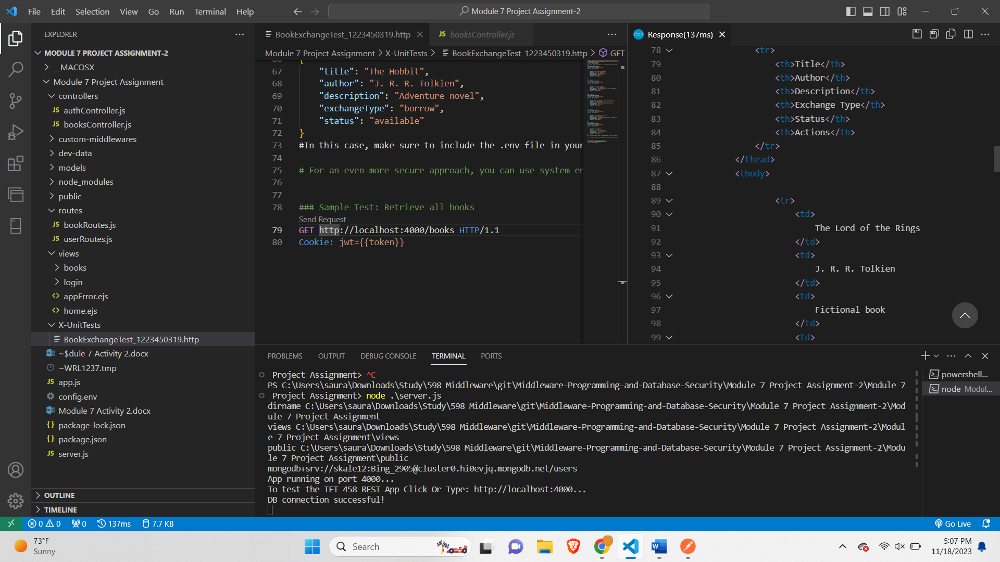 File Edit Selection View Go Run Terminal Help
Module 7 Project Assignment-2
EXPLORER
MODULE 7 PROJECT ASSIGNMENT-2
__MACOSX
Module 7 Project Assignment
controllers
JS authController.js
JS booksController.js
custom-middlewares
dev-data
models
node_modules
public
routes
JS bookRoutes.js
JS userRoutes.js
views
books
login
<> appError.ejs
<> home.ejs
X-UnitTests
BookExchangeTest_1223450319.http
~$dule 7 Activity 2.docx
~WRL1237.tmp
JS app.js
config.env
Module 7 Activity 2.docx
{} package-lock.json
{} package.json
JS server.js
OUTLINE
TIMELINE
BookExchangeTest_1223450319.http
JS booksController.js
Module 7 Project Assignment > X-UnitTests > BookExchangeTest_1223450319.http > GET
66 {
67 "title": "The Hobbit",
68 "author": "J. R. R. Tolkien",
69 "description": "Adventure novel",
70 "exchangeType": "borrow",
71 "status": "available"
72 }
73 #In this case, make sure to include the .env file in your
74
75 # For an even more secure approach, you can use system en
76
77
78 ### Sample Test: Retrieve all books
Send Request
79 GET http://localhost:4000/books HTTP/1.1
80 Cookie: jwt={{token}}
Response(137ms)
78 <tr>
79 <th>Title</th>
80 <th>Author</th>
81 <th>Description</th>
82 <th>Exchange Type</th>
83 <th>Status</th>
84 <th>Actions</th>
85 </tr>
86 </thead>
87 <tbody>
88
89 <tr>
90 <td>
91 The Lord of the Rings
92 </td>
93 <td>
94 J. R. R. Tolkien
95 </td>
96 <td>
97 Fictional book
98 </td>
99 <td>
PROBLEMS OUTPUT DEBUG CONSOLE TERMINAL PORTS
Project Assignment> ^C
PS C:\Users\saura\Downloads\Study\598 Middleware\git\Middleware-Programming-and-Database-Security\Module 7 Project Assignment-2\Module 7
Project Assignment> node .\server.js
dirname C:\Users\saura\Downloads\Study\598 Middleware\git\Middleware-Programming-and-Database-Security\Module 7 Project Assignment-2\Mod
ule 7 Project Assignment
views C:\Users\saura\Downloads\Study\598 Middleware\git\Middleware-Programming-and-Database-Security\Module 7 Project Assignment-2\Modul
e 7 Project Assignment\views
public C:\Users\saura\Downloads\Study\598 Middleware\git\Middleware-Programming-and-Database-Security\Module 7 Project Assignment-2\Modu
le 7 Project Assignment\public
mongodb+srv://skale12:Bing_2905@cluster0.hi0evjq.mongodb.net/users
App running on port 4000...
To test the IFT 458 REST App Click Or Type: http://localhost:4000...
DB connection successful!
powershell...
node Modul...
0 0 0 137ms 7.7 KB
Go Live
73°F
Sunny
Search
5:07 PM
11/18/2023